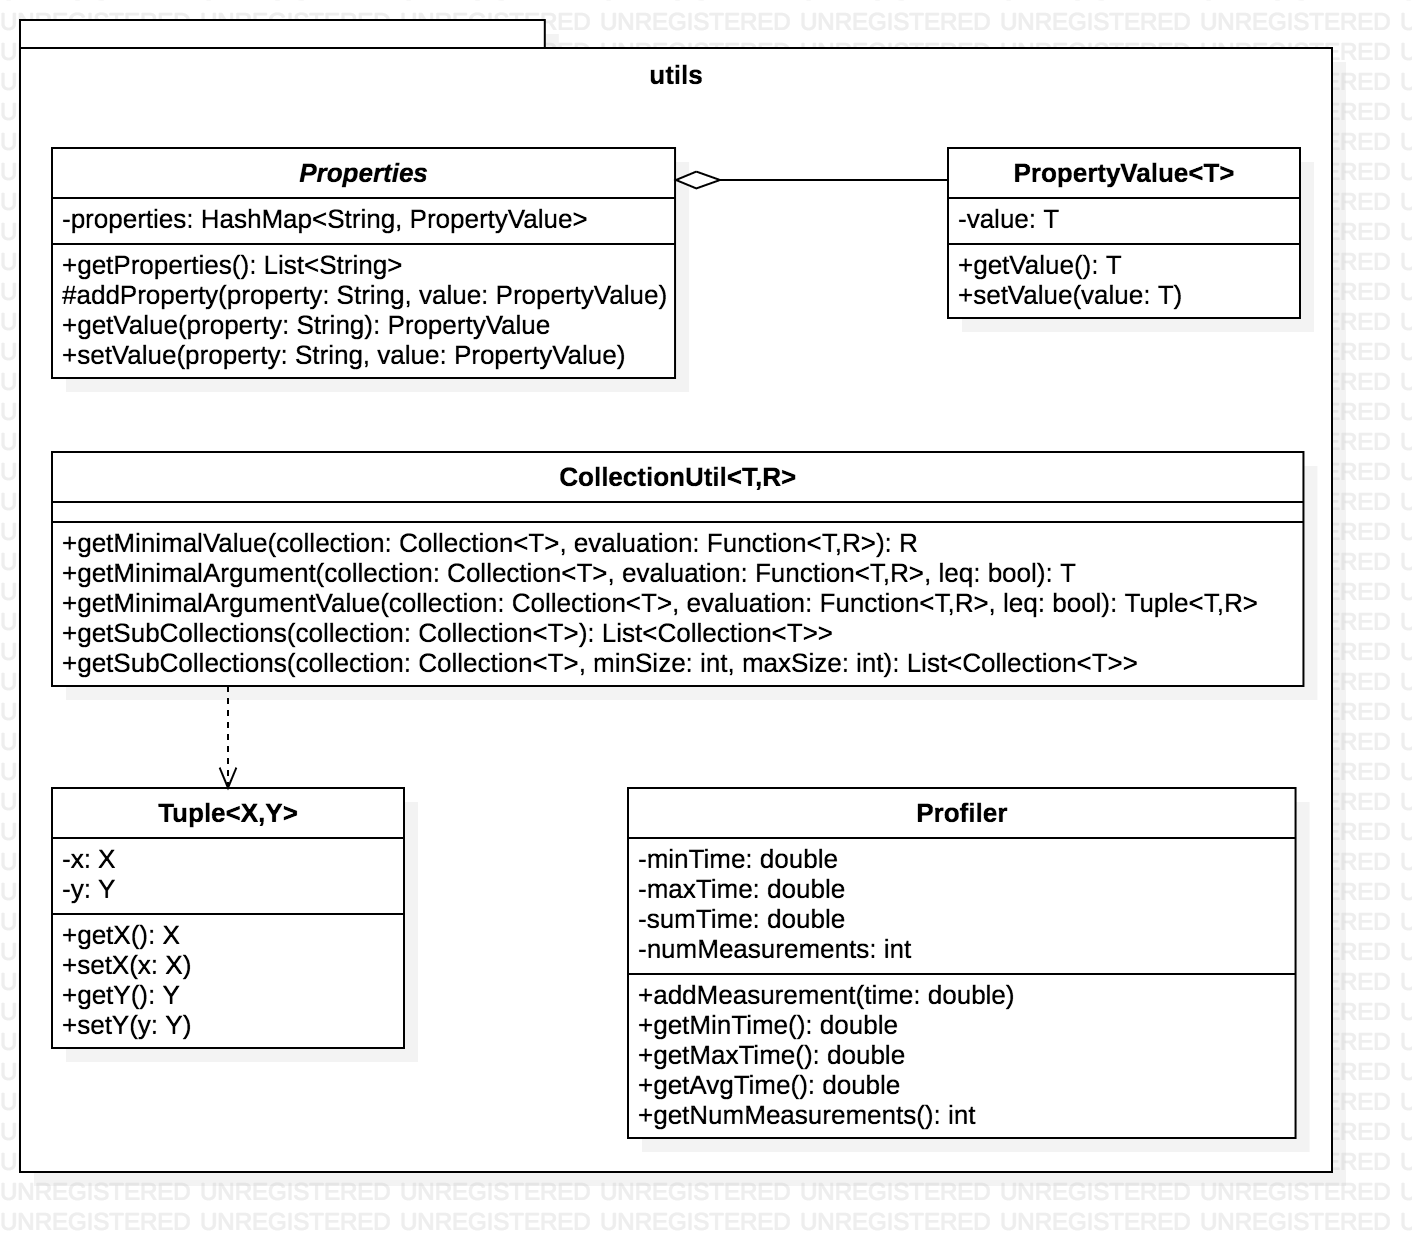 utils
Properties
-properties: HashMap<String, PropertyValue>
+getProperties(): List<String>
#addProperty(property: String, value: PropertyValue)
+getValue(property: String): PropertyValue
+setValue(property: String, value: PropertyValue)
PropertyValue<T>
-value: T
+getValue(): T
+setValue(value: T)
CollectionUtil<T,R>
+getMinimalValue(collection: Collection<T>, evaluation: Function<T,R>): R
+getMinimalArgument(collection: Collection<T>, evaluation: Function<T,R>, leq: bool): T
+getMinimalArgumentValue(collection: Collection<T>, evaluation: Function<T,R>, leq: bool): Tuple<T,R>
+getSubCollections(collection: Collection<T>): List<Collection<T>>
+getSubCollections(collection: Collection<T>, minSize: int, maxSize: int): List<Collection<T>>
Tuple<X,Y>
-x: X
-y: Y
+getX(): X
+setX(x: X)
+getY(): Y
+setY(y: Y)
Profiler
-minTime: double
-maxTime: double
-sumTime: double
-numMeasurements: int
+addMeasurement(time: double)
+getMinTime(): double
+getMaxTime(): double
+getAvgTime(): double
+getNumMeasurements(): int
UNREGISTERED UNREGISTERED UNREGISTERED UNREGISTERED UNREGISTERED UNREGISTERED UNREGISTERED
UNREGISTERED UNREGISTERED UNREGISTERED UNREGISTERED UNREGISTERED UNREGISTERED UNREGISTERED